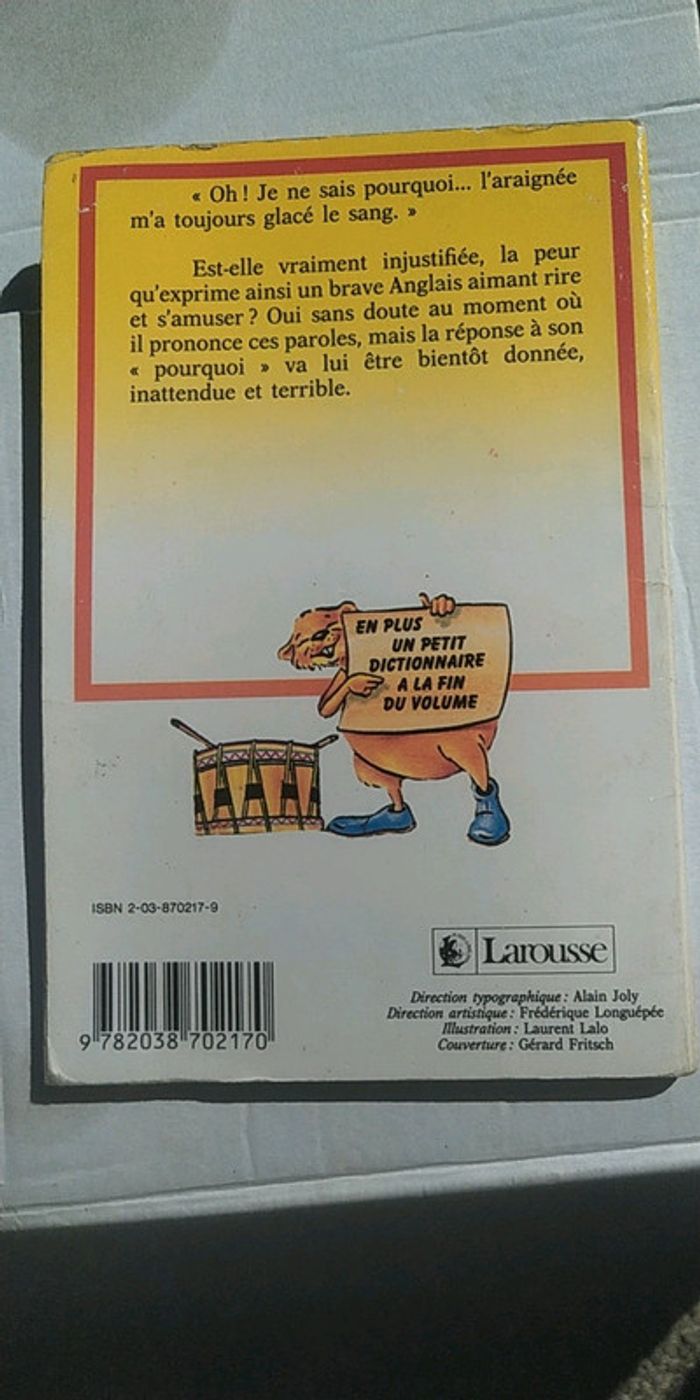 « Oh ! Je ne sais pourquoi... l'araignée
m'a toujours glacé le sang. »
Est-elle vraiment injustifiée, la peur
qu'exprime ainsi un brave Anglais aimant rire
et s'amuser ? Oui sans doute au moment où
il prononce ces paroles, mais la réponse à son
« pourquoi » va lui être bientôt donnée,
inattendue et terrible.
EN PLUS
UN PETIT
DICTIONNAIRE
A LA FIN
DU VOLUME
ISBN 2-03-870217-9
Larousse
Direction typographique : Alain Joly
Direction artistique : Frédérique Longuépée
Illustration : Laurent Lalo
Couverture : Gérard Fritsch
9 782038 702170